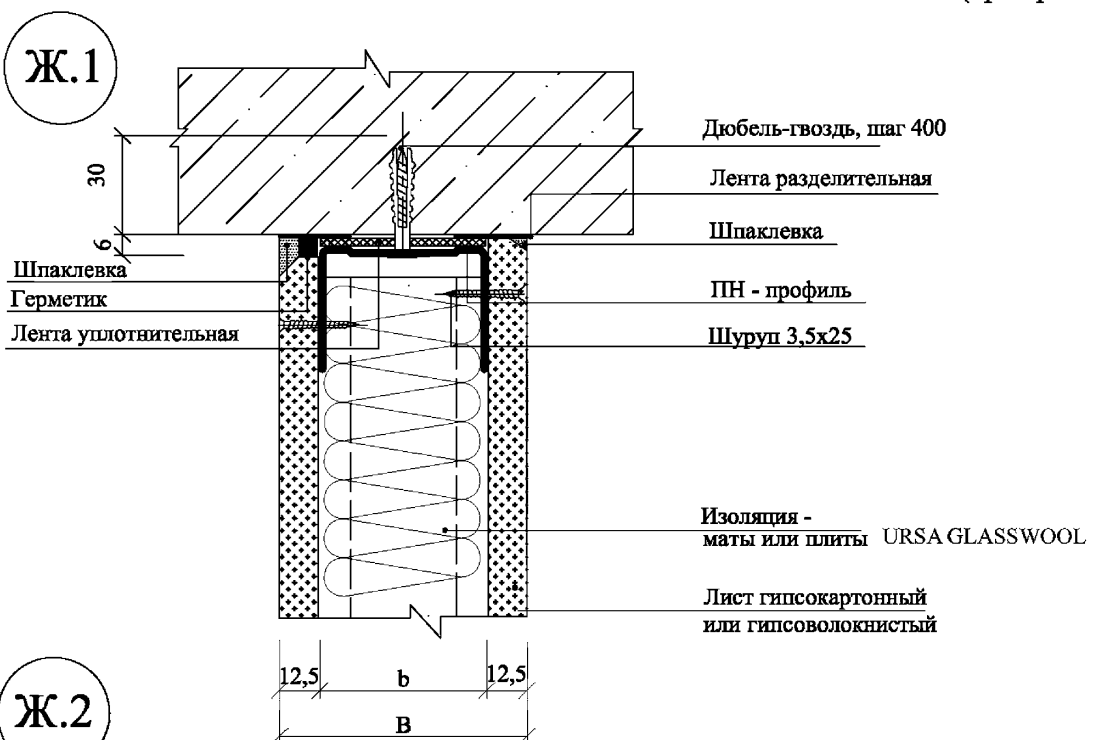 Ж.1
Дюбель-гвоздь, шаг 400
Лента разделительная
Шпаклевка
ПН - профиль
Шуруп 3,5х25
30
6
Шпаклевка
Герметик
Лента уплотнительная
Изоляция -
маты или плиты URSA GLASSWOOL
Лист гипсокартонный
или гипсоволокнистый
12,5 b 12,5
B
Ж.2